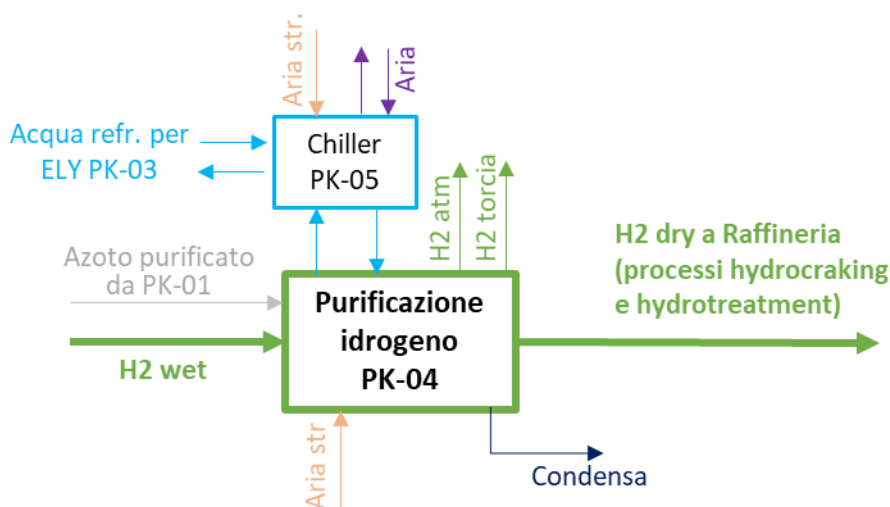 Aria str.
Aria
Acqua refr. per
ELY PK-03
Chiller
PK-05
H2 atm
H2 torcia
H2 dry a Raffineria
(processi hydrocraking
e hydrotreatment)
Azoto purificato
da PK-01
Purificazione
idrogeno
PK-04
H2 wet
Aria str
Condensa